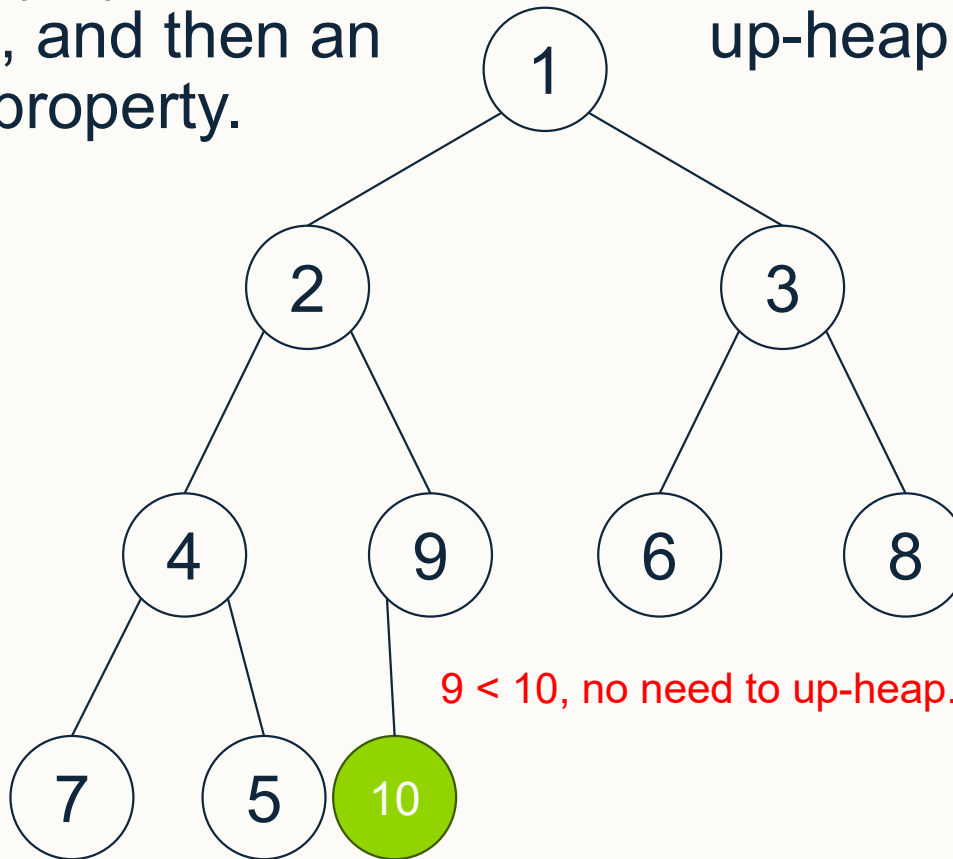 , and then an up-heap
property.
1
2 3
4 9 6 8
9 < 10, no need to up-heap.
7 5 10